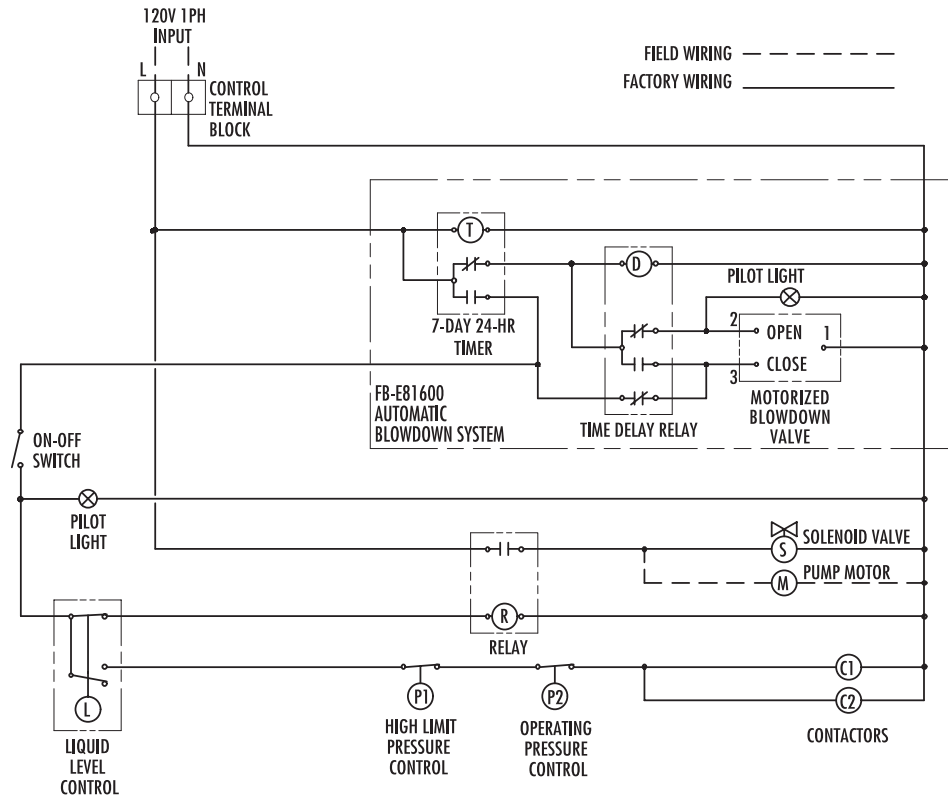 120V 1PH
INPUT
L
N
CONTROL
TERMINAL
BLOCK
FIELD WIRING
FACTORY WIRING
T
7-DAY 24-HR
TIMER
D
PILOT LIGHT
2
OPEN
1
CLOSE
3
MOTORIZED
BLOWDOWN
VALVE
TIME DELAY RELAY
FB-E81600
AUTOMATIC
BLOWDOWN SYSTEM
ON-OFF
SWITCH
PILOT
LIGHT
S
SOLENOID VALVE
M
PUMP MOTOR
R
RELAY
L
LIQUID
LEVEL
CONTROL
P1
HIGH LIMIT
PRESSURE
CONTROL
P2
OPERATING
PRESSURE
CONTROL
C1
C2
CONTACTORS